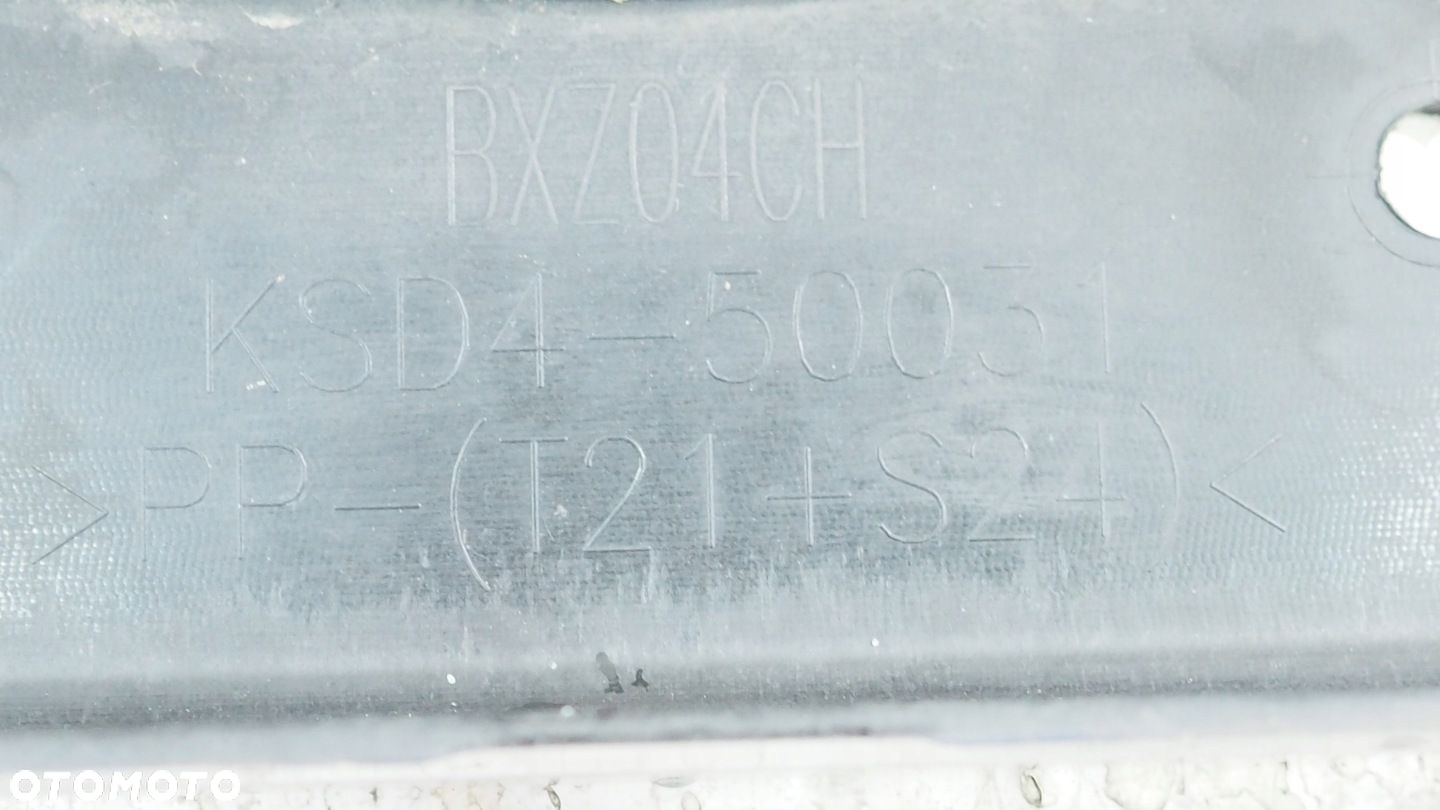 BXZ04CH
KSD4-50031
>PP-(T21+S24)<
OTOMOTO